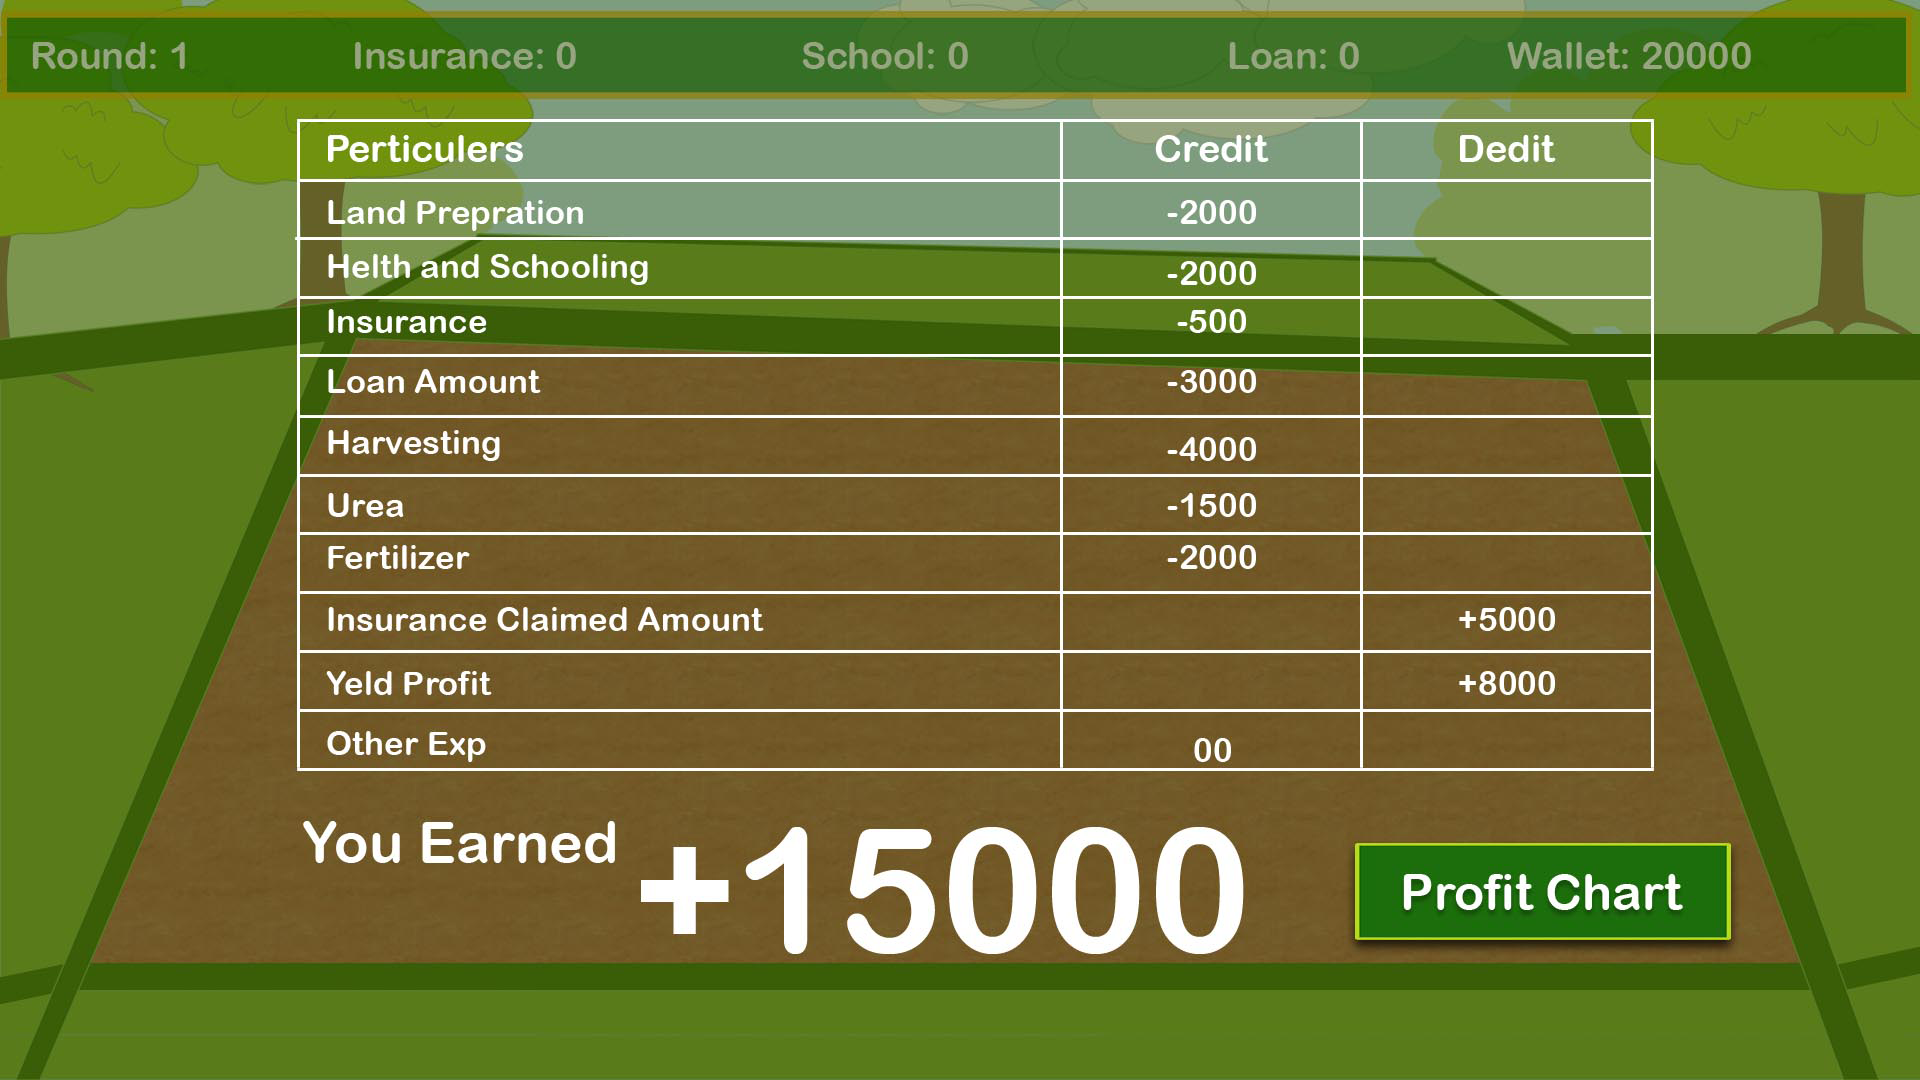 Round: 1 Insurance: 0 School: 0 Loan: 0 Wallet: 20000
Perticulers Credit Dedit
Land Prepration -2000
Helth and Schooling -2000
Insurance -500
Loan Amount -3000
Harvesting -4000
Urea -1500
Fertilizer -2000
Insurance Claimed Amount +5000
Yeld Profit +8000
Other Exp 00
You Earned +15000
Profit Chart